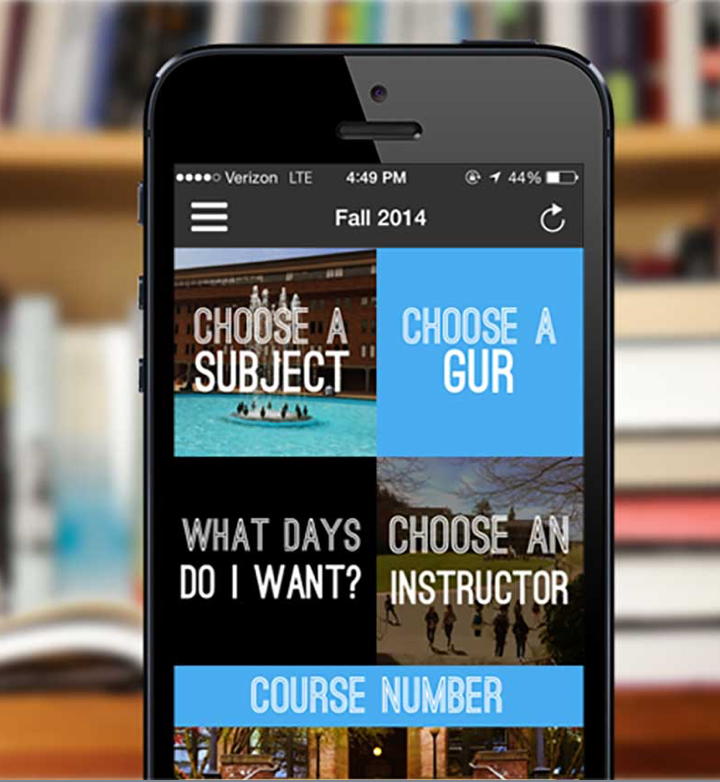 Verizon LTE 4:49 PM 44%
Fall 2014
CHOOSE A
SUBJECT
CHOOSE A
GUR
WHAT DAYS
DO I WANT?
CHOOSE AN
INSTRUCTOR
COURSE NUMBER